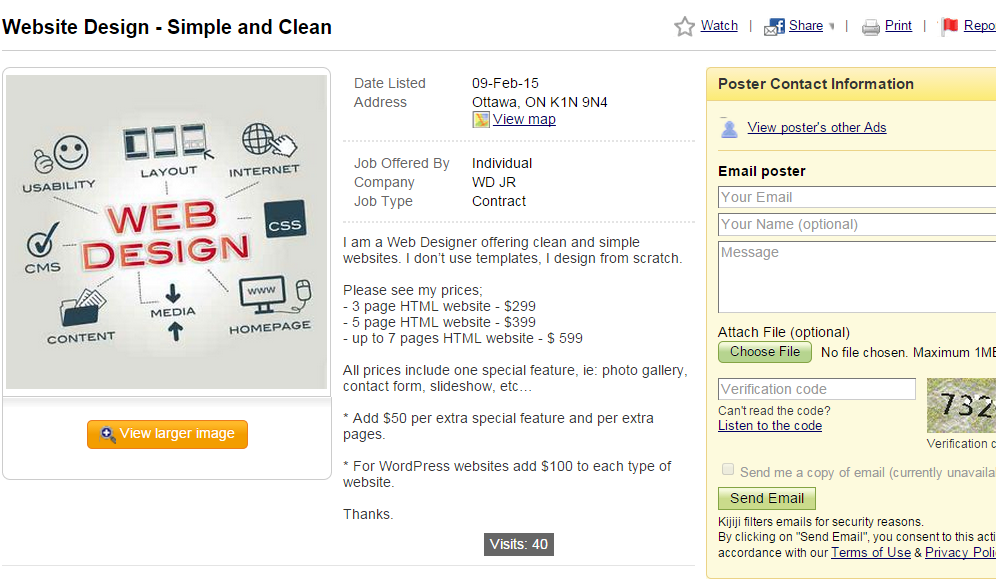 Website Design - Simple and Clean
Watch | Share | Print |
USABILITY
LAYOUT
INTERNET
WEB
DESIGN
CSS
CMS
MEDIA
WWW
CONTENT
HOMEPAGE
View larger image
Date Listed 09-Feb-15
Address Ottawa, ON K1N 9N4
View map
Job Offered By Individual
Company WD JR
Job Type Contract
I am a Web Designer offering clean and simple
websites. I don't use templates, I design from scratch.
Please see my prices;
- 3 page HTML website - $299
- 5 page HTML website - $399
- up to 7 pages HTML website - $ 599
All prices include one special feature, ie: photo gallery,
contact form, slideshow, etc…
* Add $50 per extra special feature and per extra
pages.
* For WordPress websites add $100 to each type of
website.
Thanks.
Visits: 40
Poster Contact Information
View poster's other Ads
Email poster
Your Email
Your Name (optional)
Message
Attach File (optional)
Choose File No file chosen. Maximum
Verification code
Can't read the code?
Listen to the code
Verification
Send me a copy of email (currently
Send Email
Kijiji filters emails for security reasons.
By clicking on "Send Email", you consent to this
accordance with our Terms of Use & Privacy